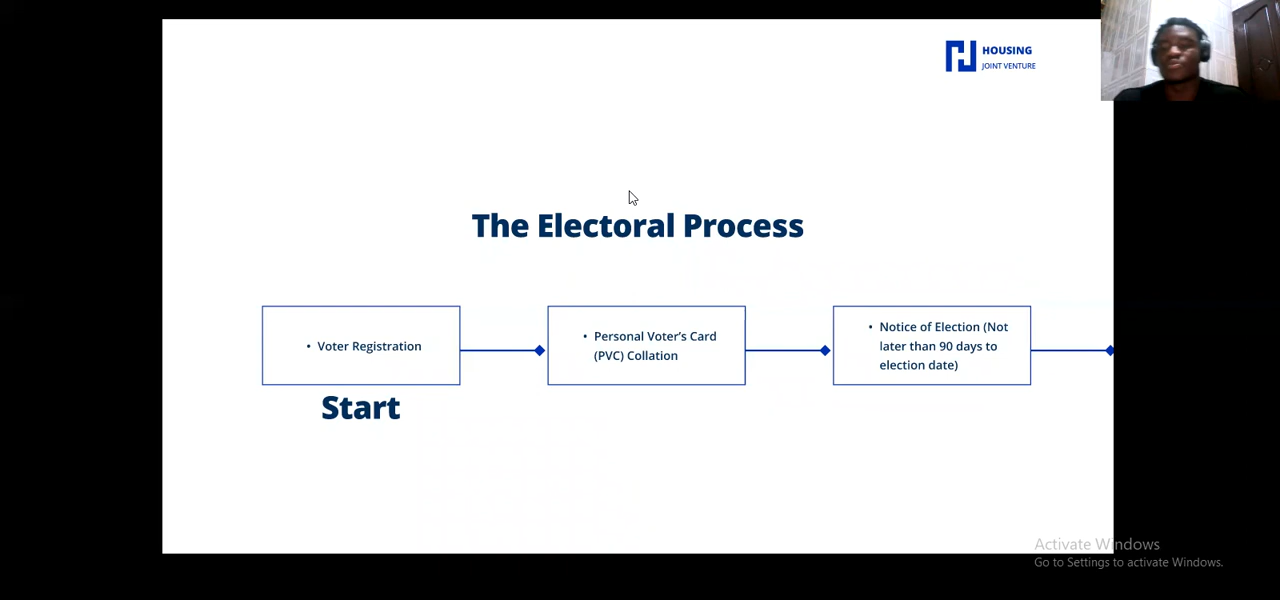 HOUSING
JOINT VENTURE
The Electoral Process
• Voter Registration
• Personal Voter’s Card
(PVC) Collation
• Notice of Election (Not
later than 90 days to
election date)
Start
Activate Windows
Go to Settings to activate Windows.